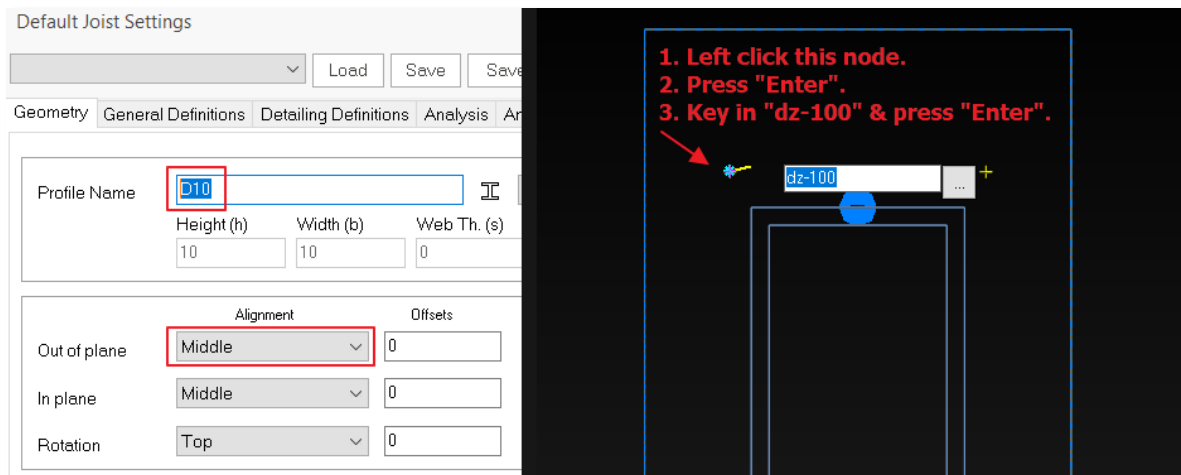 Default Joist Settings
Load Save Save
Geometry General Definitions Detailing Definitions Analysis Ar
Profile Name D10
Height (h) Width (b) Web Th. (s)
10 10 0
Alignment Offsets
Out of plane Middle 0
In plane Middle 0
Rotation Top 0
1. Left click this node.
2. Press "Enter".
3. Key in "dz-100" & press "Enter".
dz-100 ...